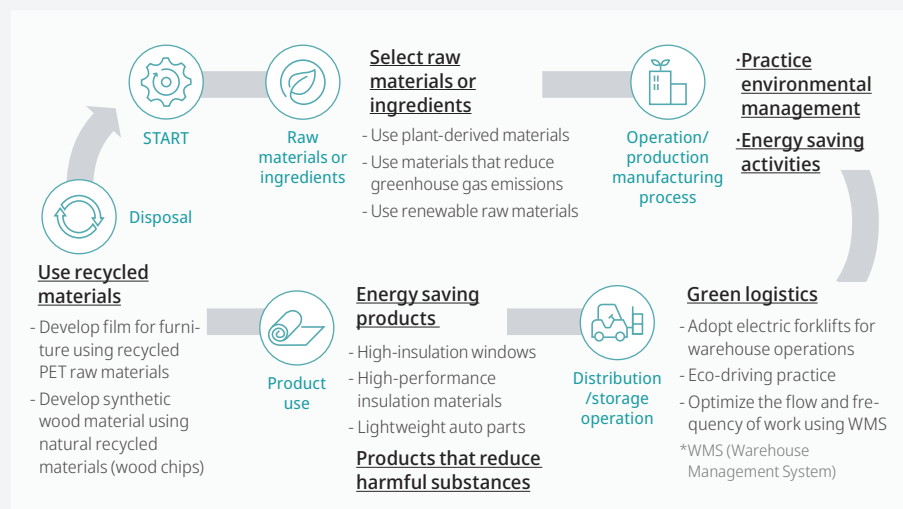 START
Raw
materials or
ingredients
Select raw
materials or
ingredients
- Use plant-derived materials
- Use materials that reduce
greenhouse gas emissions
- Use renewable raw materials
Operation/
production
manufacturing
process
·Practice
environmental
management
·Energy saving
activities
Green logistics
- Adopt electric forklifts for
warehouse operations
- Eco-driving practice
- Optimize the flow and fre-
quency of work using WMS
*WMS (Warehouse
Management System)
Distribution
/storage
operation
Energy saving
products
- High-insulation windows
- High-performance
insulation materials
- Lightweight auto parts
Products that reduce
harmful substances
Product
use
Disposal
Use recycled
materials
- Develop film for furni-
ture using recycled
PET raw materials
- Develop synthetic
wood material using
natural recycled
materials (wood chips)